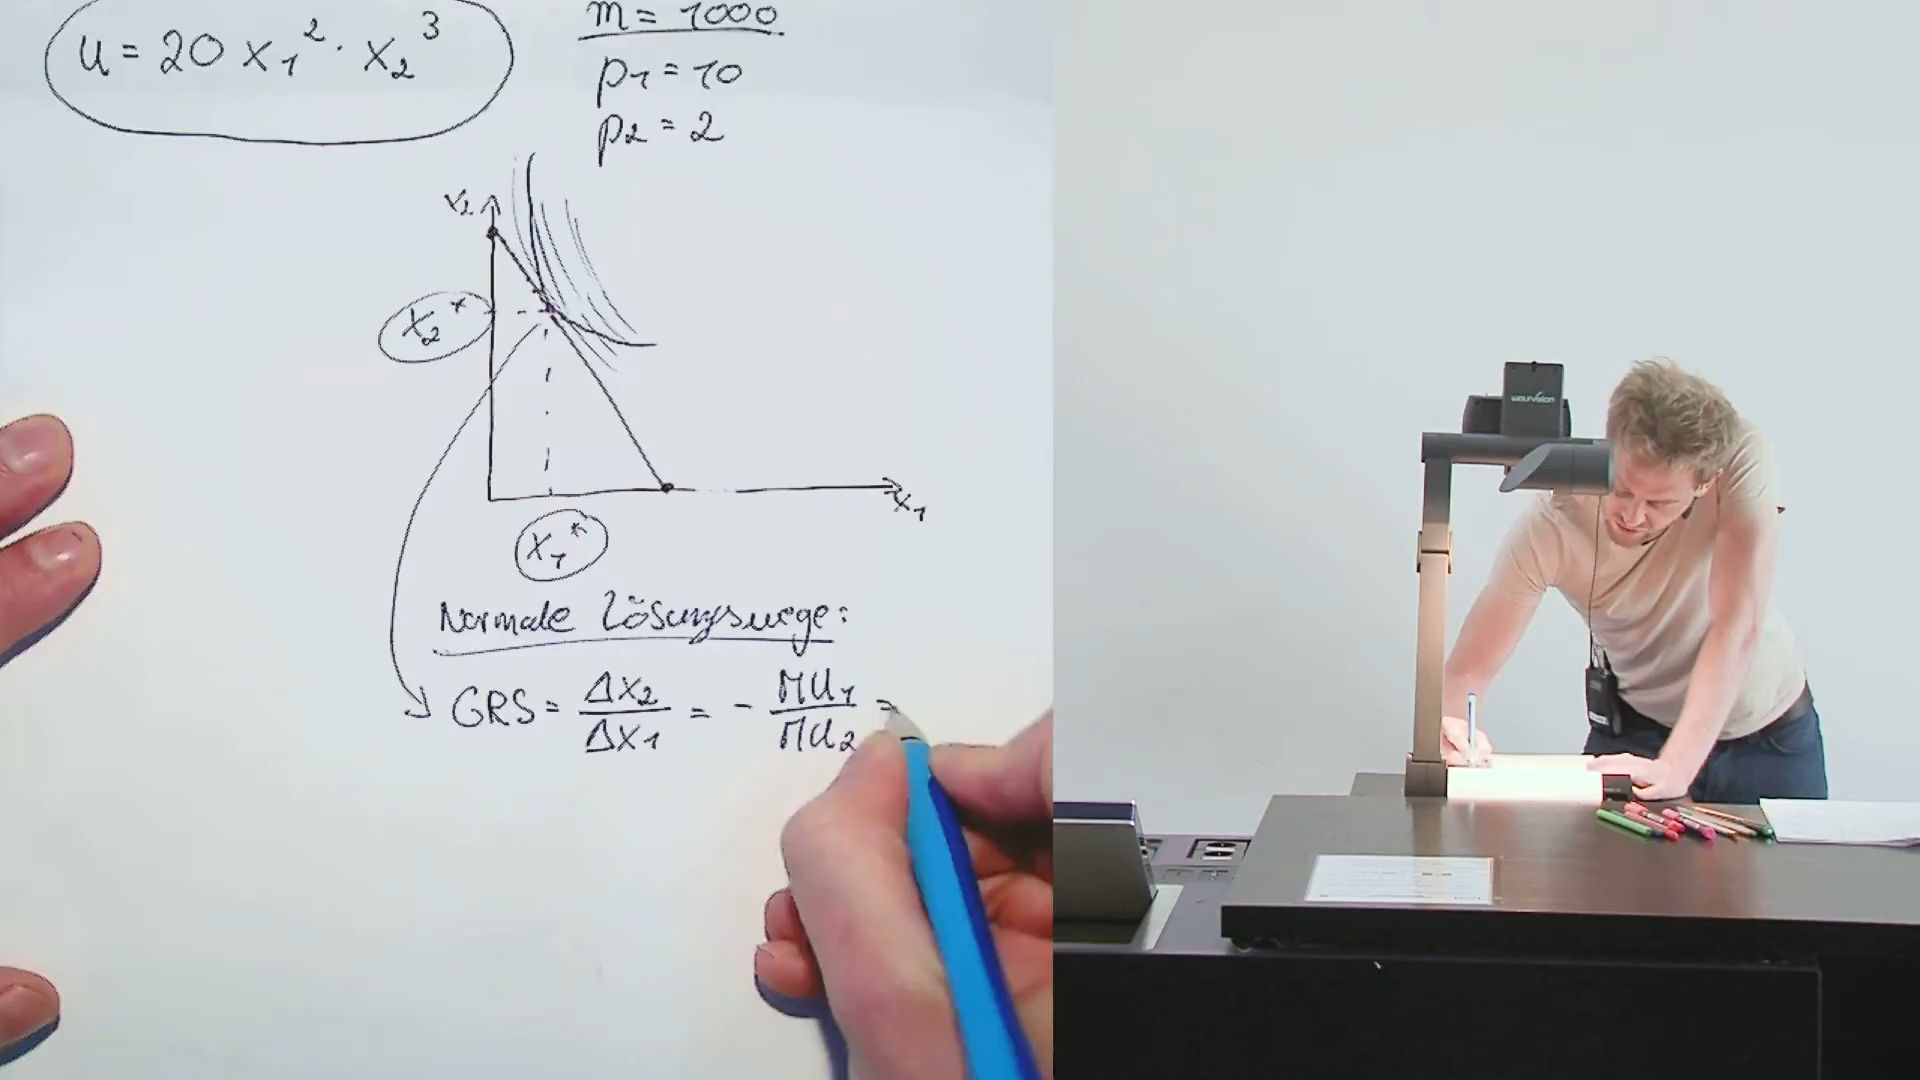 u = 20 x₁² · x₂³
m = 1000
p₁ = 10
p₂ = 2
x₂
x₂*
x₁
x₁*
Normale Lösungswege:
GRS = Δx₂/Δx₁ = - MU₁/MU₂ =
wolfvision